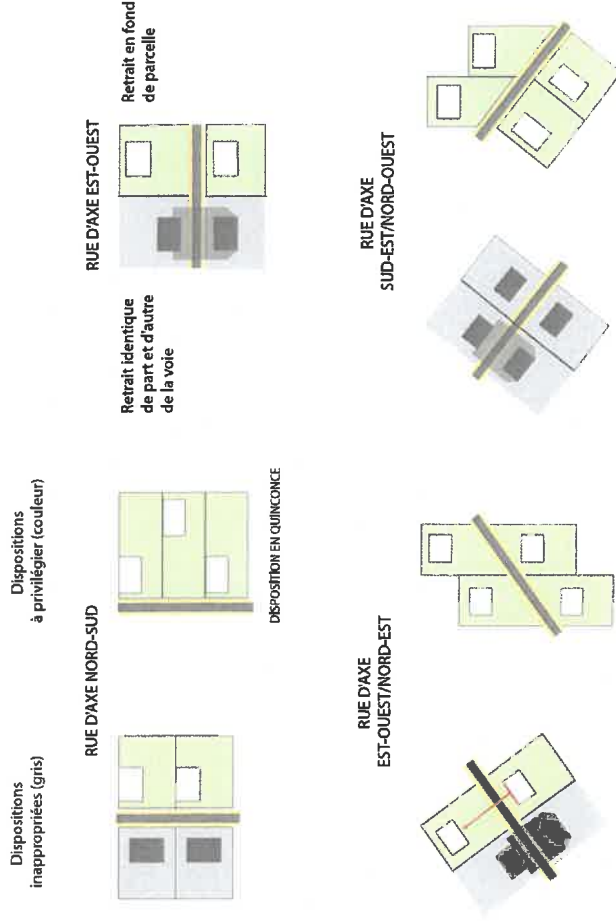 Dispositions
inappropriées (gris)
Dispositions
à privilégier (couleur)
RUE D'AXE NORD-SUD
DISPOSITION EN QUINCONCE
RUE D'AXE EST-OUEST
Retrait identique
de part et d'autre
de la voie
Retrait en fond
de parcelle
RUE D'AXE
EST-OUEST/NORD-EST
RUE D'AXE
SUD-EST/NORD-OUEST